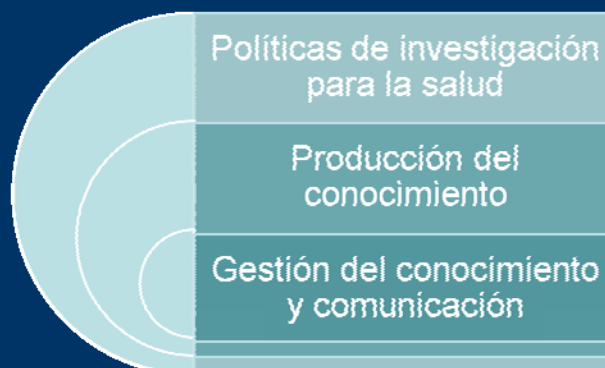 Políticas de investigación
para la salud
Producción del
conocimiento
Gestión del conocimiento
y comunicación